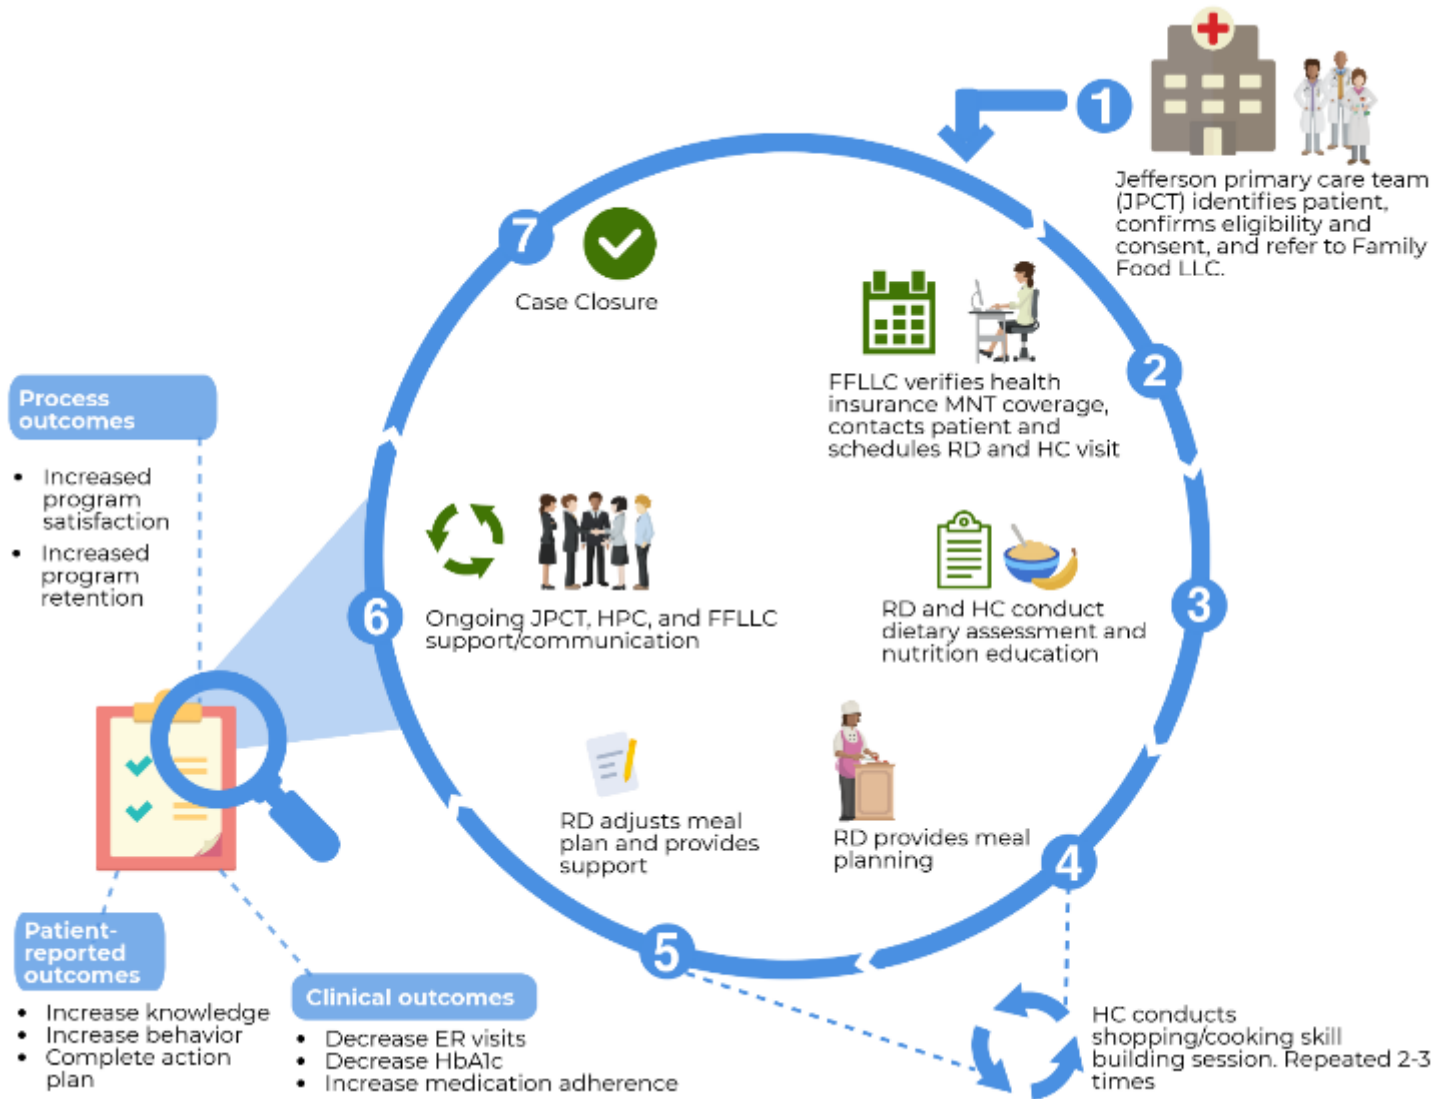 1
Jefferson primary care team
(JPCT) identifies patient,
confirms eligibility and
consent, and refer to Family
Food LLC.
2
FFLLC verifies health
insurance MNT coverage,
contacts patient and
schedules RD and HC visit
3
RD and HC conduct
dietary assessment and
nutrition education
4
RD provides meal
planning
HC conducts
shopping/cooking skill
building session. Repeated 2-3
times
5
RD adjusts meal
plan and provides
support
6
Ongoing JPCT, HPC, and FFLLC
support/communication
7
Case Closure
Process
outcomes
• Increased
program
satisfaction
• Increased
program
retention
Patient-
reported
outcomes
• Increase knowledge
• Increase behavior
• Complete action
plan
Clinical outcomes
• Decrease ER visits
• Decrease HbA1c
• Increase medication adherence